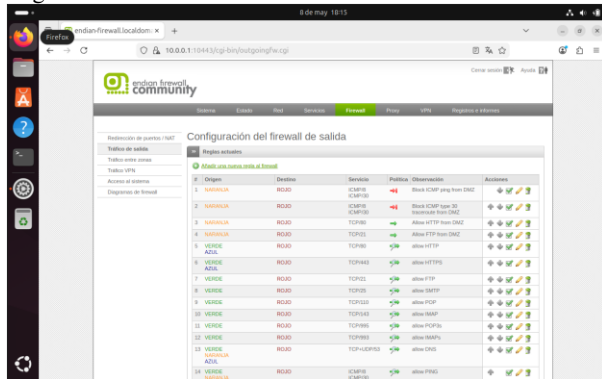 8 de may 10:15
Firefox
endian-firewall.localdoma
10.0.0.1:10443/cgi-bin/outgoingfw.cgi
Cerrar sesión Ayuda
endian firewall
community
Sistema Estado Red Servicios Firewall Proxy VPN Registros e informes
Redirección de puertos / NAT
Tráfico de salida
Tráfico entre zonas
Tráfico VPN
Acceso al sistema
Diagramas de firewall
Configuración del firewall de salida
Reglas actuales
Añade una nueva regla al firewall
# Origen Destino Servicio Política Observación Acciones
1 NARANJA ROJO ICMP/8 ICMP/30 Block ICMP ping from DMZ
2 NARANJA ROJO ICMP/8 ICMP/30 Block ICMP type 30 traceroute from DMZ
3 NARANJA ROJO TCP/80 Allow HTTP from DMZ
4 NARANJA ROJO TCP/21 Allow FTP from DMZ
5 VERDE AZUL ROJO TCP/80 allow HTTP
6 VERDE AZUL ROJO TCP/443 allow HTTPS
7 VERDE ROJO TCP/21 allow FTP
8 VERDE ROJO TCP/25 allow SMTP
9 VERDE ROJO TCP/110 allow POP
10 VERDE ROJO TCP/143 allow IMAP
11 VERDE ROJO TCP/995 allow POP3s
12 VERDE ROJO TCP/993 allow IMAPs
13 VERDE NARANJA AZUL ROJO TCP+UDP/53 allow DNS
14 VERDE NARANJA ROJO ICMP/8 ICMP/30 allow PING